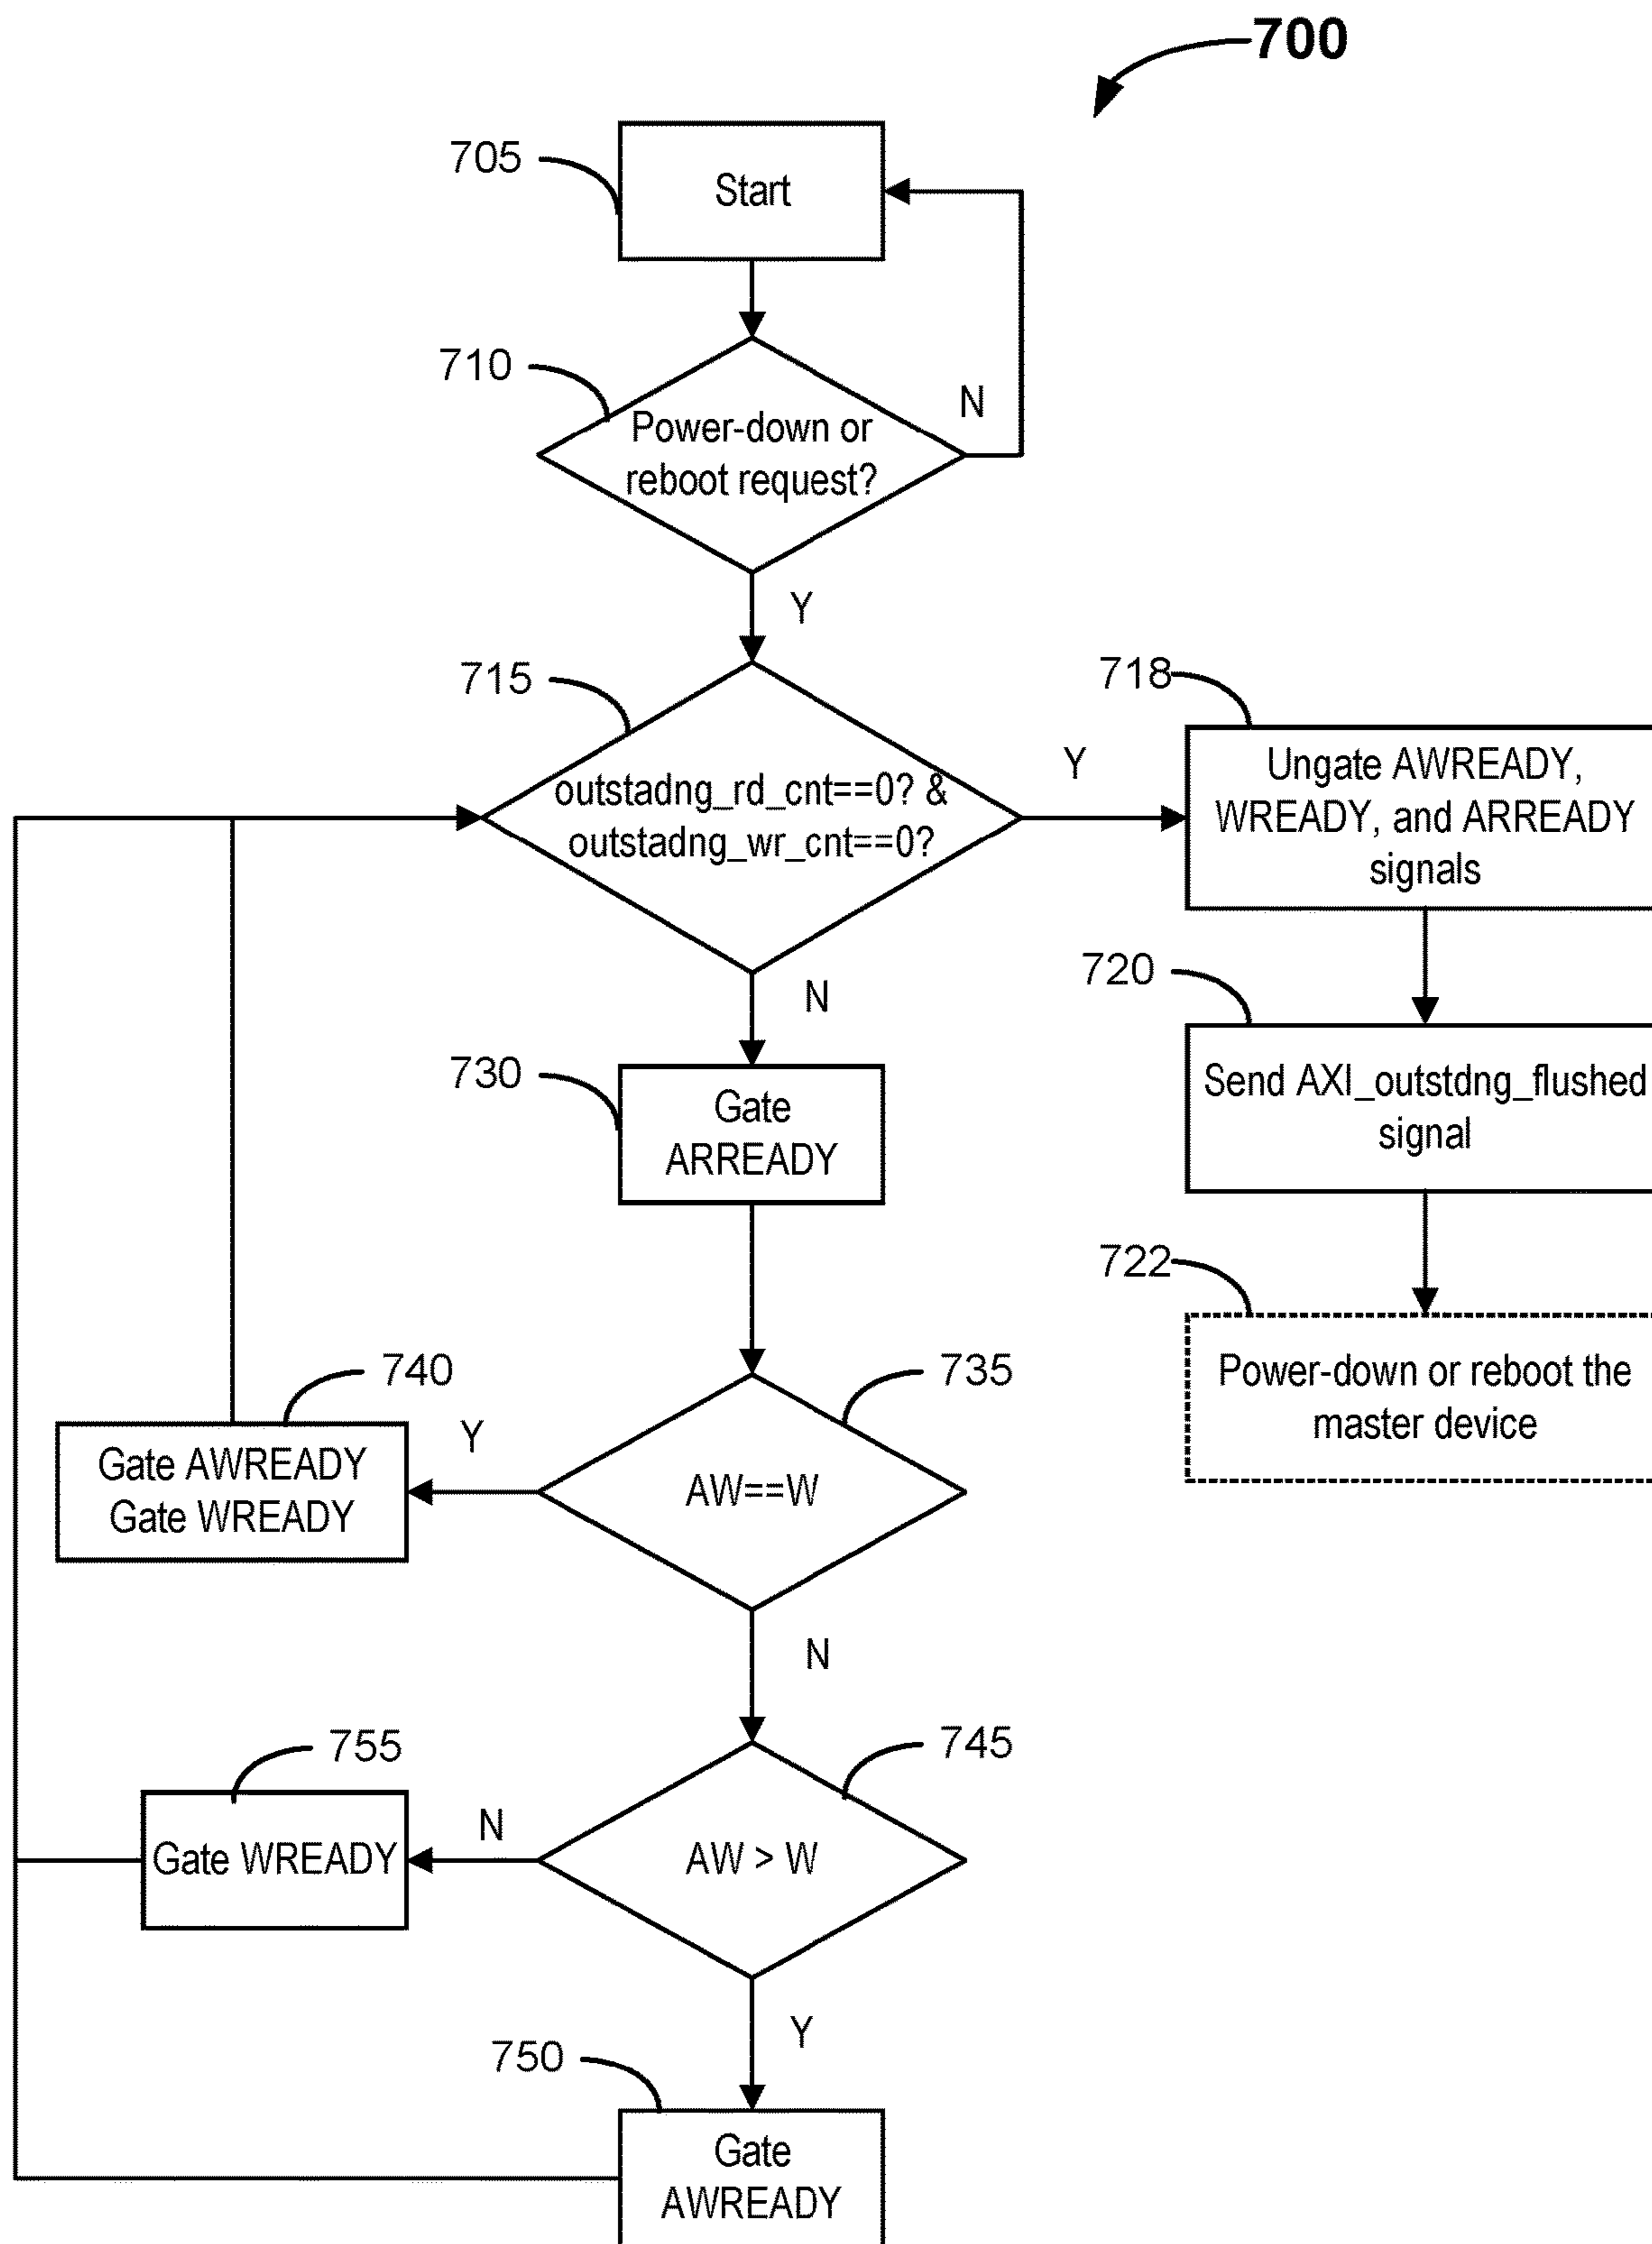 700
705
Start
710
Power-down or
reboot request?
N
Y
715
outstadng_rd_cnt==0? &
outstadng_wr_cnt==0?
Y
718
Ungate AWREADY,
WREADY, and ARREADY
signals
N
720
Send AXI_outstdng_flushed
signal
730
Gate
ARREADY
722
Power-down or reboot the
master device
735
AW==W
Y
740
Gate AWREADY
Gate WREADY
N
745
AW > W
N
755
Gate WREADY
Y
750
Gate
AWREADY